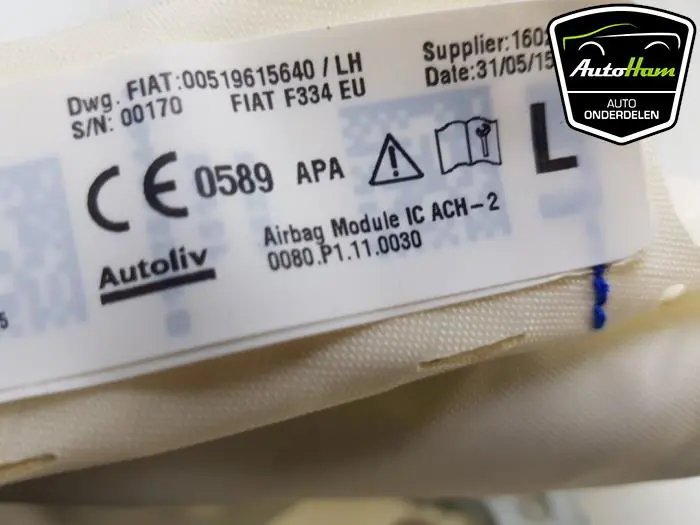 Dwg. FIAT:00519615640 / LH
Supplier:160
S/N: 00170
FIAT F334 EU
Date:31/05/15
CE 0589 APA
L
Autoliv
Airbag Module IC ACH-2
0080.P1.11.0030
5
AutoHam
AUTO
ONDERDELEN